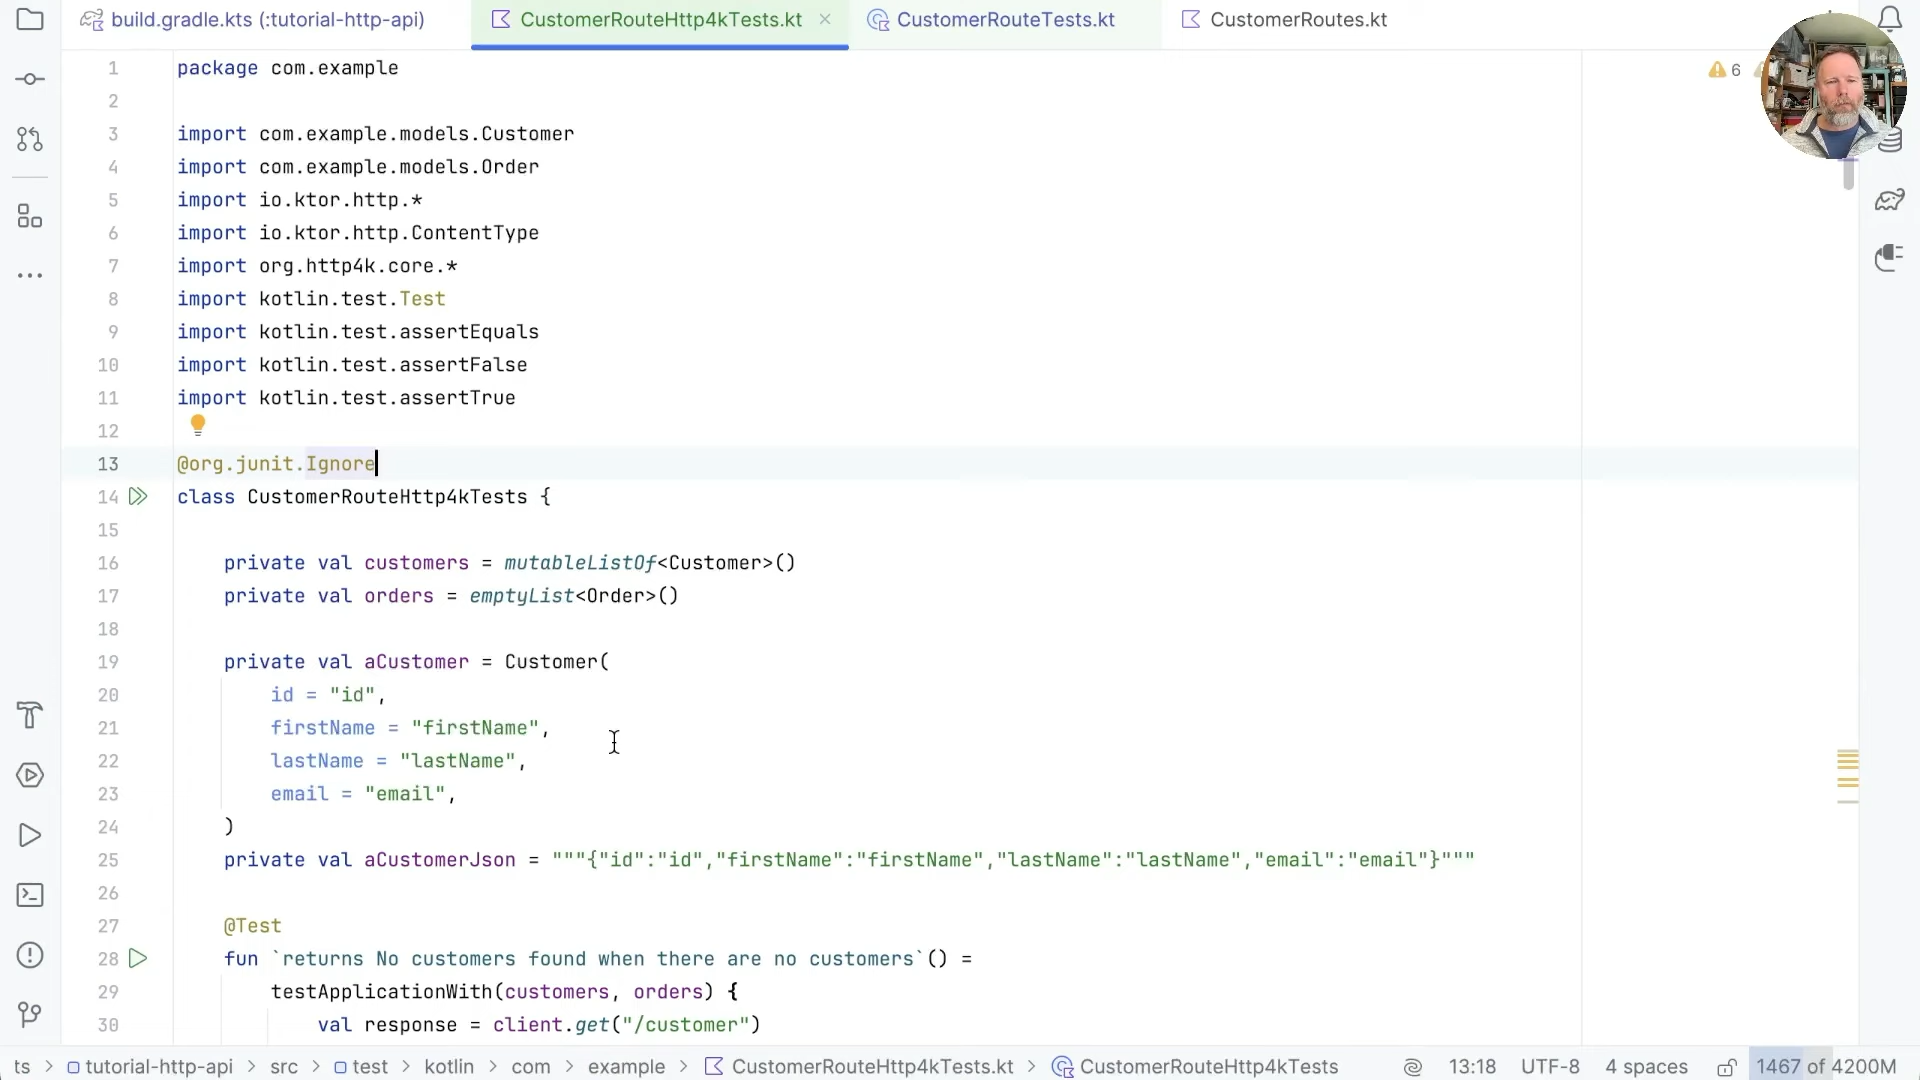 build.gradle.kts (:tutorial-http-api)
CustomerRouteHttp4kTests.kt
CustomerRouteTests.kt
CustomerRoutes.kt
6
1 package com.example
2
3 import com.example.models.Customer
4 import com.example.models.Order
5 import io.ktor.http.*
6 import io.ktor.http.ContentType
7 import org.http4k.core.*
8 import kotlin.test.Test
9 import kotlin.test.assertEquals
10 import kotlin.test.assertFalse
11 import kotlin.test.assertTrue
12
13 @org.junit.Ignore
14 class CustomerRouteHttp4kTests {
15
16 private val customers = mutableListOf<Customer>()
17 private val orders = emptyList<Order>()
18
19 private val aCustomer = Customer(
20 id = "id",
21 firstName = "firstName",
22 lastName = "lastName",
23 email = "email",
24 )
25 private val aCustomerJson = """{"id":"id","firstName":"firstName","lastName":"lastName","email":"email"}"""
26
27 @Test
28 fun `returns No customers found when there are no customers`() =
29 testApplicationWith(customers, orders) {
30 val response = client.get("/customer")
ts > tutorial-http-api > src > test > kotlin > com > example > CustomerRouteHttp4kTests.kt > CustomerRouteHttp4kTests 13:18 UTF-8 4 spaces 1467 of 4200M